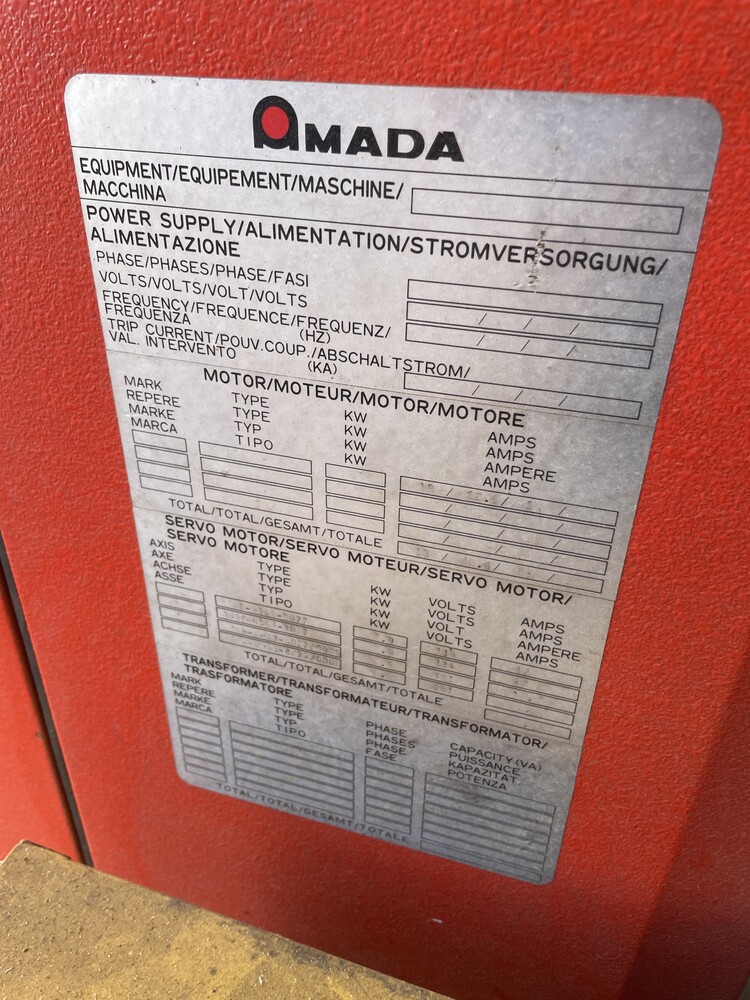 AMADA
EQUIPMENT/EQUIPEMENT/MASCHINE/
MACCHINA
POWER SUPPLY/ALIMENTATION/STROMVERSORGUNG/
ALIMENTAZIONE
PHASE/PHASES/PHASE/FASI
VOLTS/VOLTS/VOLT/VOLTS
FREQUENCY/FREQUENCE/FREQUENZ/
FREQUENZA (HZ)
TRIP CURRENT/POUV.COUP./ABSCHALTSTROM/
VAL. INTERVENTO (KA)
MOTOR/MOTEUR/MOTOR/MOTORE
MARK TYPE KW AMPS
REPERE TYPE KW AMPS
MARKE TYP KW AMPERE
MARCA TIPO KW AMPS
TOTAL/TOTAL/GESAMT/TOTALE
SERVO MOTOR/SERVO MOTEUR/SERVO MOTOR/
SERVO MOTORE
AXIS TYPE KW VOLTS AMPS
AXE TYPE KW VOLTS AMPS
ACHSE TYP KW VOLT AMPERE
ASSE TIPO KW VOLTS AMPS
TOTAL/TOTAL/GESAMT/TOTALE
TRANSFORMER/TRANSFORMATEUR/TRANSFORMATOR/
TRASFORMATORE
MARK TYPE PHASE CAPACITY(VA)
REPERE TYPE PHASES PUISSANCE
MARKE TYP PHASE KAPAZITAT
MARCA TIPO FASE POTENZA
TOTAL/TOTAL/GESAMT/TOTALE